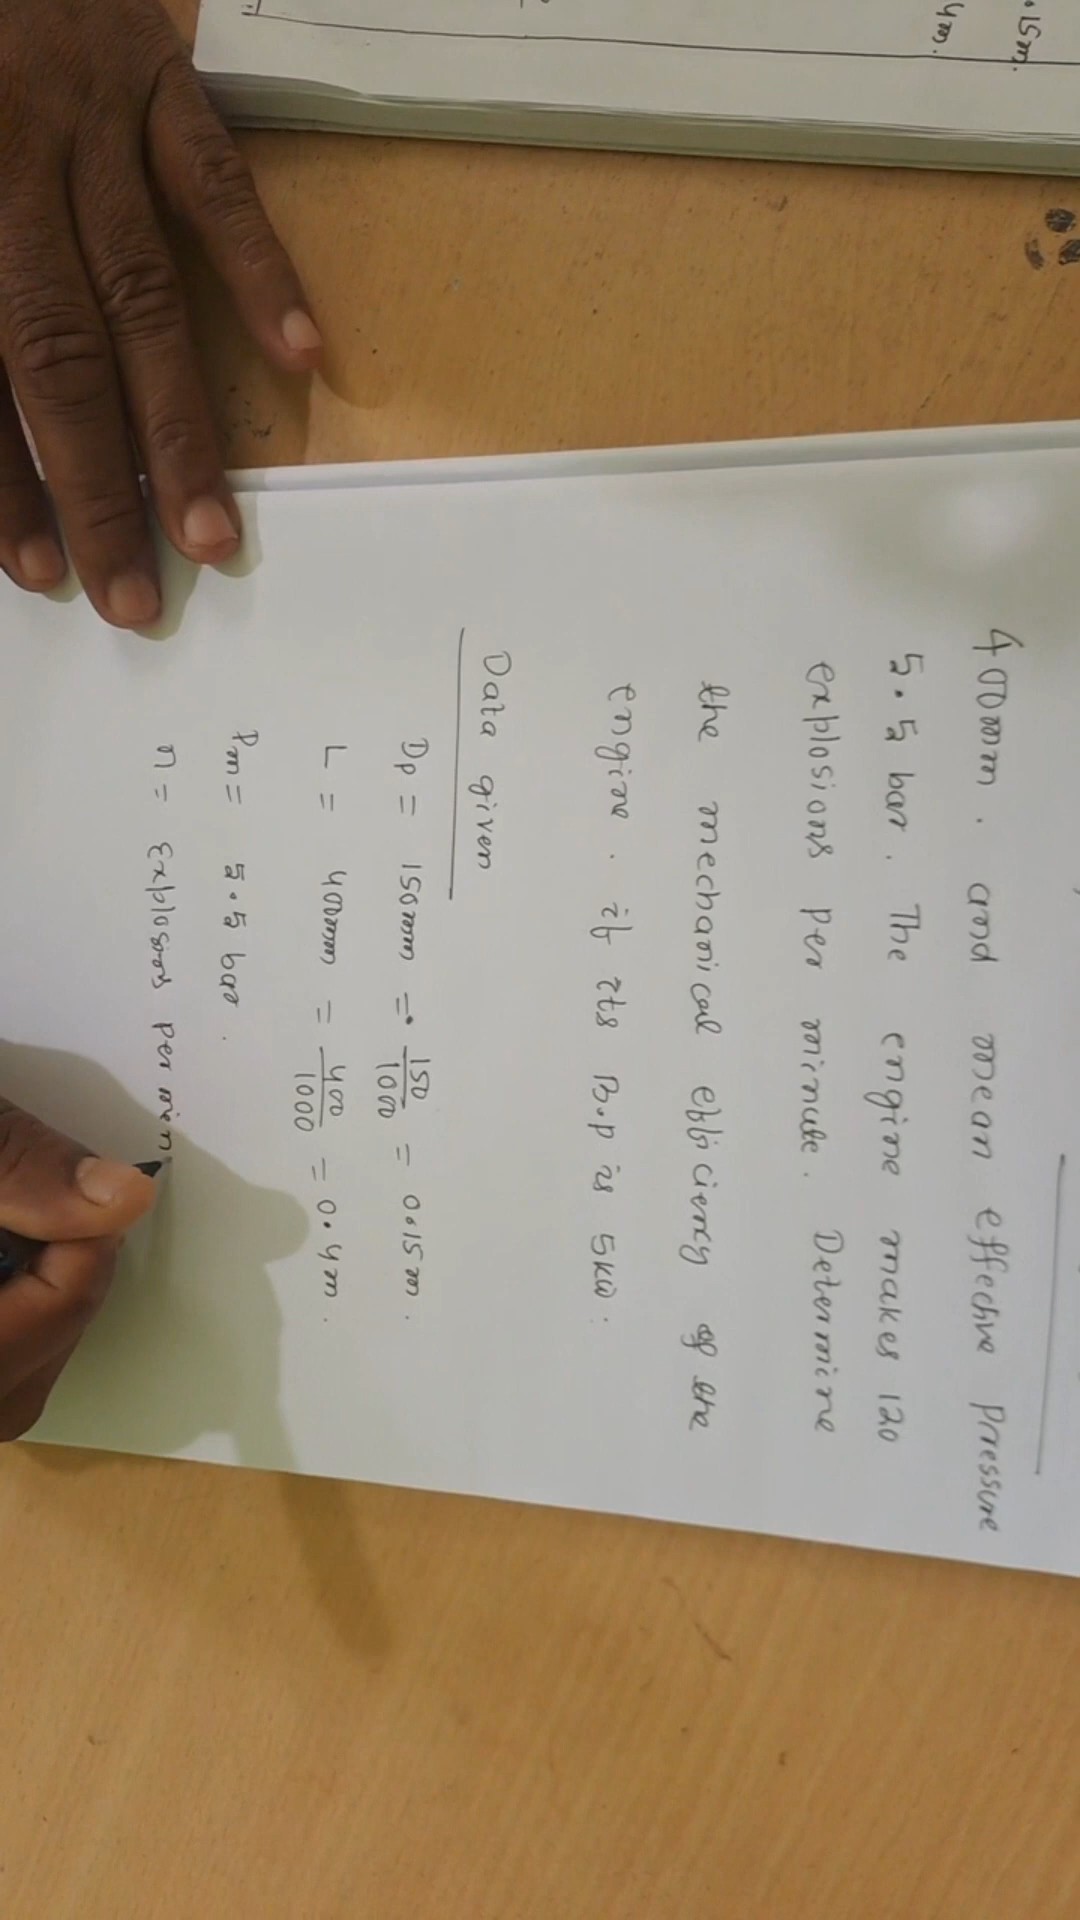 400mm. and mean effective pressure
5.5 bar. The engine makes 120
explosions per minute. Determine
the mechanical efficiency of the
engine. if its B.p is 5kw.
Data given
Dp = 150mm = 150/1000 = 0.15m.
L = 400mm = 400/1000 = 0.4m.
Pm = 5.5 bar.
n = Explosions per min
.15m.
4m.